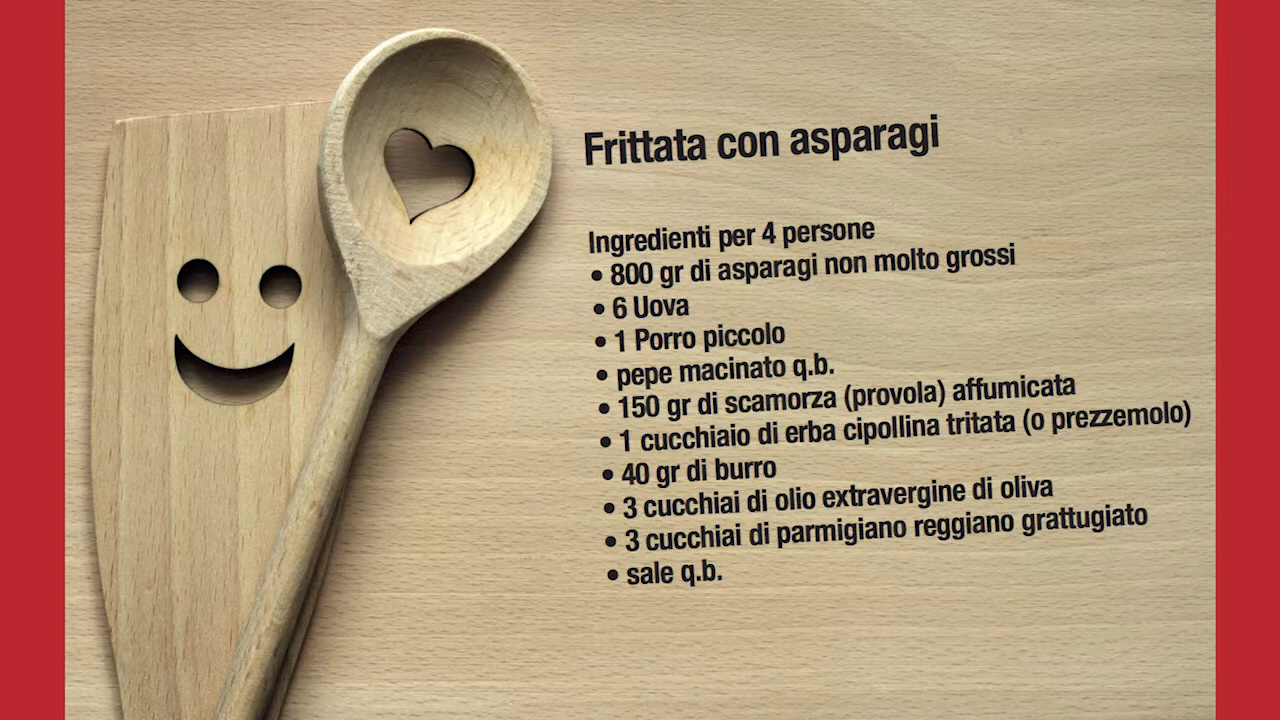 Frittata con asparagi
Ingredienti per 4 persone
• 800 gr di asparagi non molto grossi
• 6 Uova
• 1 Porro piccolo
• pepe macinato q.b.
• 150 gr di scamorza (provola) affumicata
• 1 cucchiaio di erba cipollina tritata (o prezzemolo)
• 40 gr di burro
• 3 cucchiai di olio extravergine di oliva
• 3 cucchiai di parmigiano reggiano grattugiato
• sale q.b.